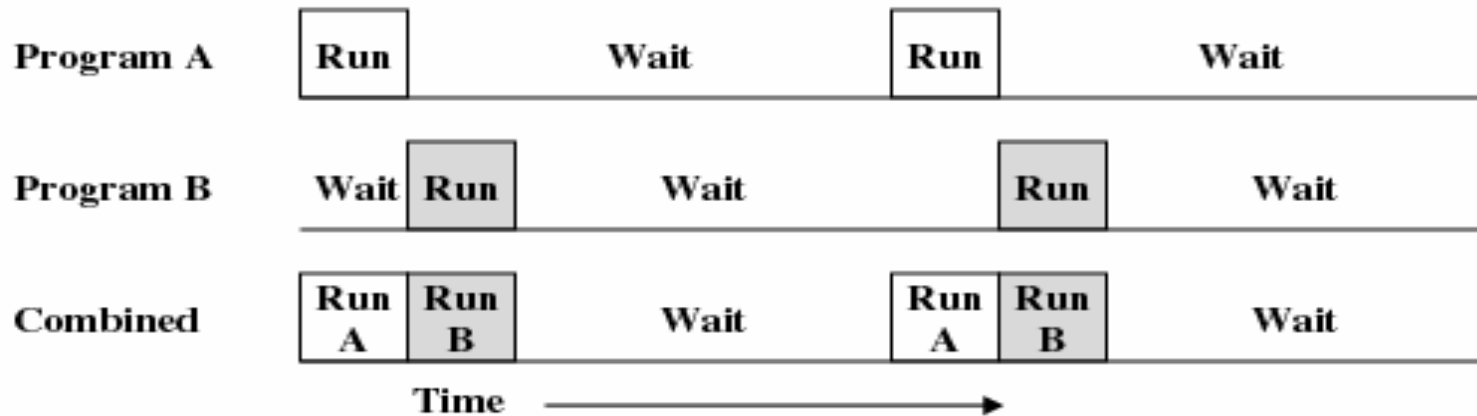 Program A Run Wait Run Wait
Program B Wait Run Wait Run Wait
Combined Run A Run B Wait Run A Run B Wait
Time